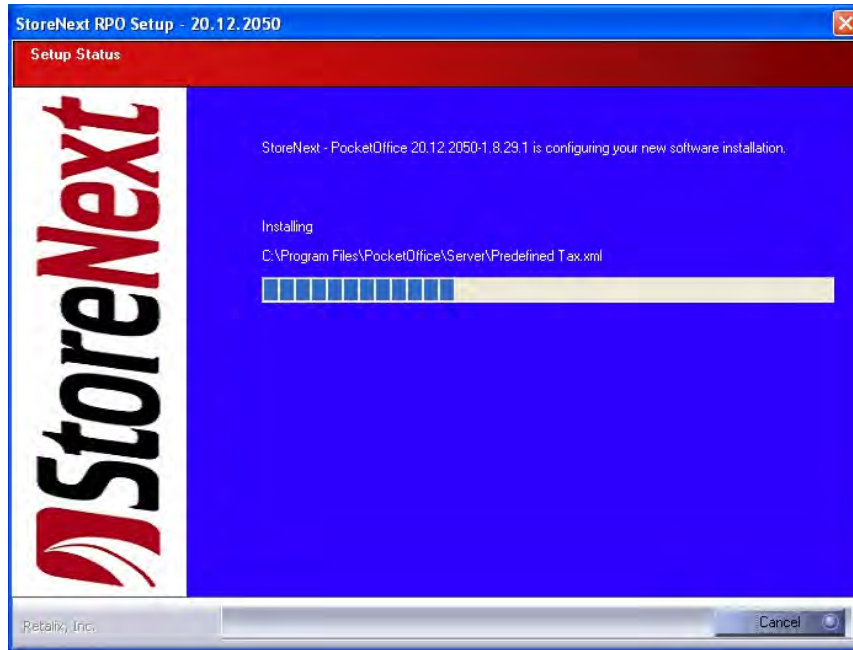 StoreNext RPO Setup - 20.12.2050
Setup Status
StoreNext
StoreNext - PocketOffice 20.12.2050-1.8.29.1 is configuring your new software installation.
Installing
C:\Program Files\PocketOffice\Server\Predefined Tax.xml
Retalix, Inc.
Cancel